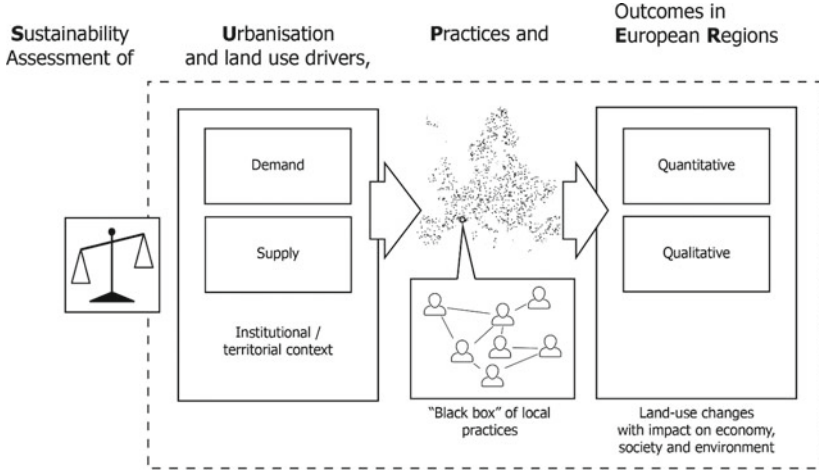 Sustainability
Assessment of
Urbanisation
and land use drivers,
Practices and
Outcomes in
European Regions
Demand
Supply
Institutional /
territorial context
"Black box" of local
practices
Quantitative
Qualitative
Land-use changes
with impact on economy,
society and environment